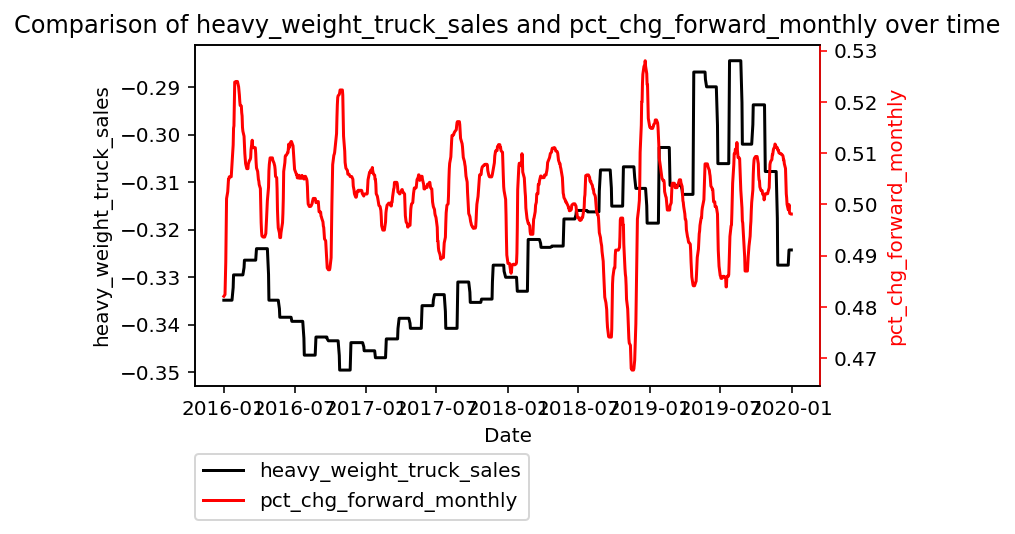 Comparison of heavy_weight_truck_sales and pct_chg_forward_monthly over time
heavy_weight_truck_sales
−0.29
−0.30
−0.31
−0.32
−0.33
−0.34
−0.35
0.53
0.52
0.51
0.50
0.49
0.48
0.47
pct_chg_forward_monthly
2016-01 2016-07 2017-01 2017-07 2018-01 2018-07 2019-01 2019-07 2020-01
Date
heavy_weight_truck_sales
pct_chg_forward_monthly